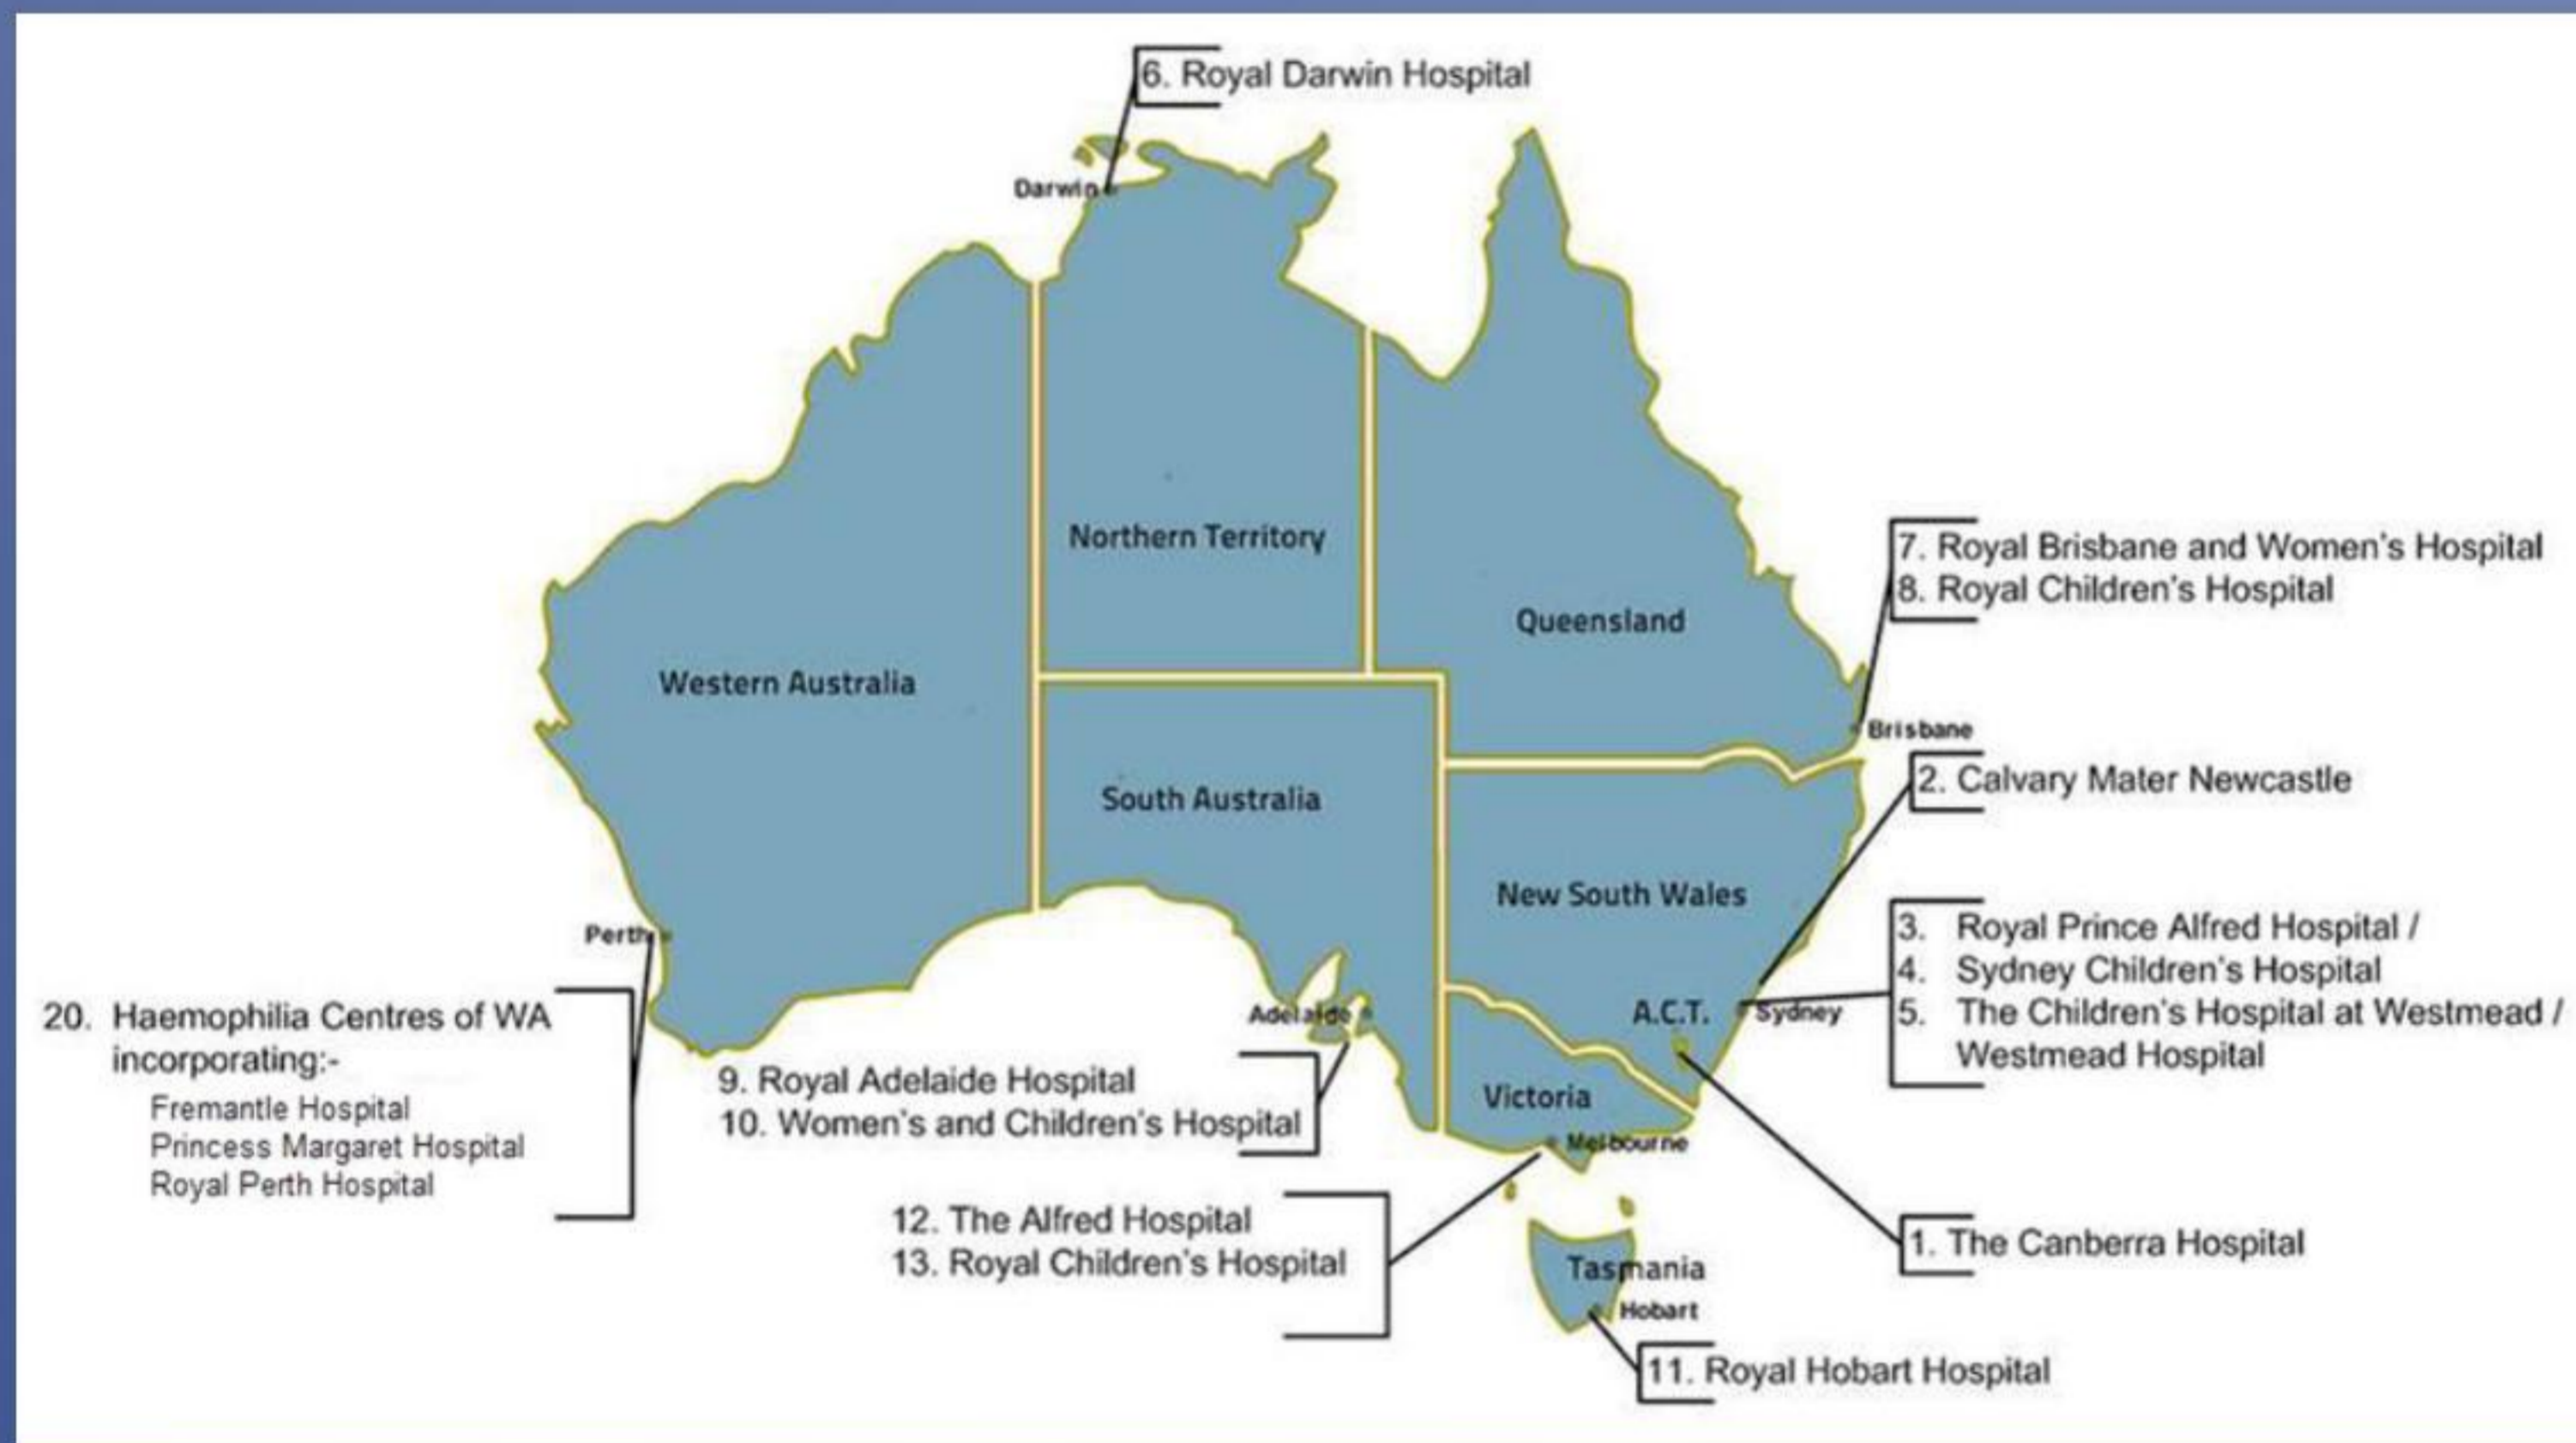 6. Royal Darwin Hospital
Darwin
Northern Territory
7. Royal Brisbane and Women's Hospital
8. Royal Children's Hospital
Queensland
Western Australia
Brisbane
2. Calvary Mater Newcastle
South Australia
New South Wales
3. Royal Prince Alfred Hospital /
4. Sydney Children's Hospital
5. The Children's Hospital at Westmead /
Westmead Hospital
Perth
A.C.T.
Sydney
Adelaide
20. Haemophilia Centres of WA
incorporating:-
Fremantle Hospital
Princess Margaret Hospital
Royal Perth Hospital
9. Royal Adelaide Hospital
10. Women's and Children's Hospital
Victoria
Melbourne
12. The Alfred Hospital
13. Royal Children's Hospital
1. The Canberra Hospital
Tasmania
Hobart
11. Royal Hobart Hospital